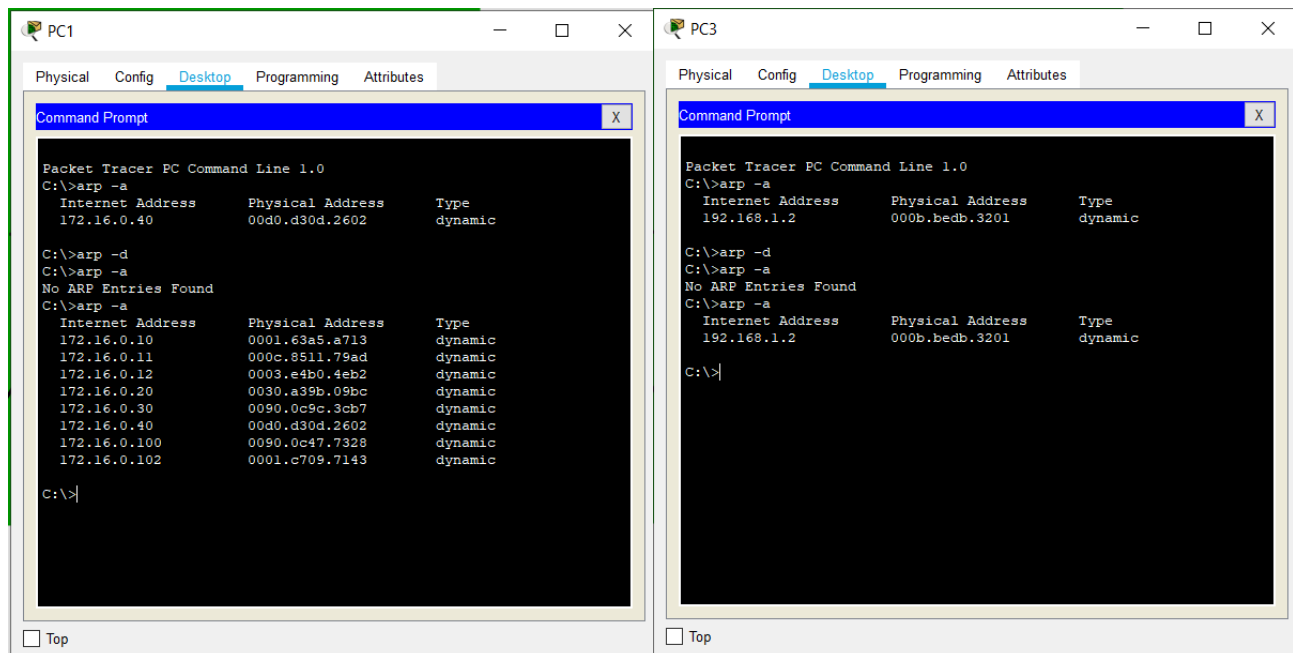 PC1
Physical Config Desktop Programming Attributes
Command Prompt X
Packet Tracer PC Command Line 1.0
C:\>arp -a
Internet Address Physical Address Type
172.16.0.40 00d0.d30d.2602 dynamic
C:\>arp -d
C:\>arp -a
No ARP Entries Found
C:\>arp -a
Internet Address Physical Address Type
172.16.0.10 0001.63a5.a713 dynamic
172.16.0.11 000c.8511.79ad dynamic
172.16.0.12 0003.e4b0.4eb2 dynamic
172.16.0.20 0030.a39b.09bc dynamic
172.16.0.30 0090.0c9c.3cb7 dynamic
172.16.0.40 00d0.d30d.2602 dynamic
172.16.0.100 0090.0c47.7328 dynamic
172.16.0.102 0001.c709.7143 dynamic
C:\>
Top
PC3
Physical Config Desktop Programming Attributes
Command Prompt X
Packet Tracer PC Command Line 1.0
C:\>arp -a
Internet Address Physical Address Type
192.168.1.2 000b.bedb.3201 dynamic
C:\>arp -d
C:\>arp -a
No ARP Entries Found
C:\>arp -a
Internet Address Physical Address Type
192.168.1.2 000b.bedb.3201 dynamic
C:\>
Top